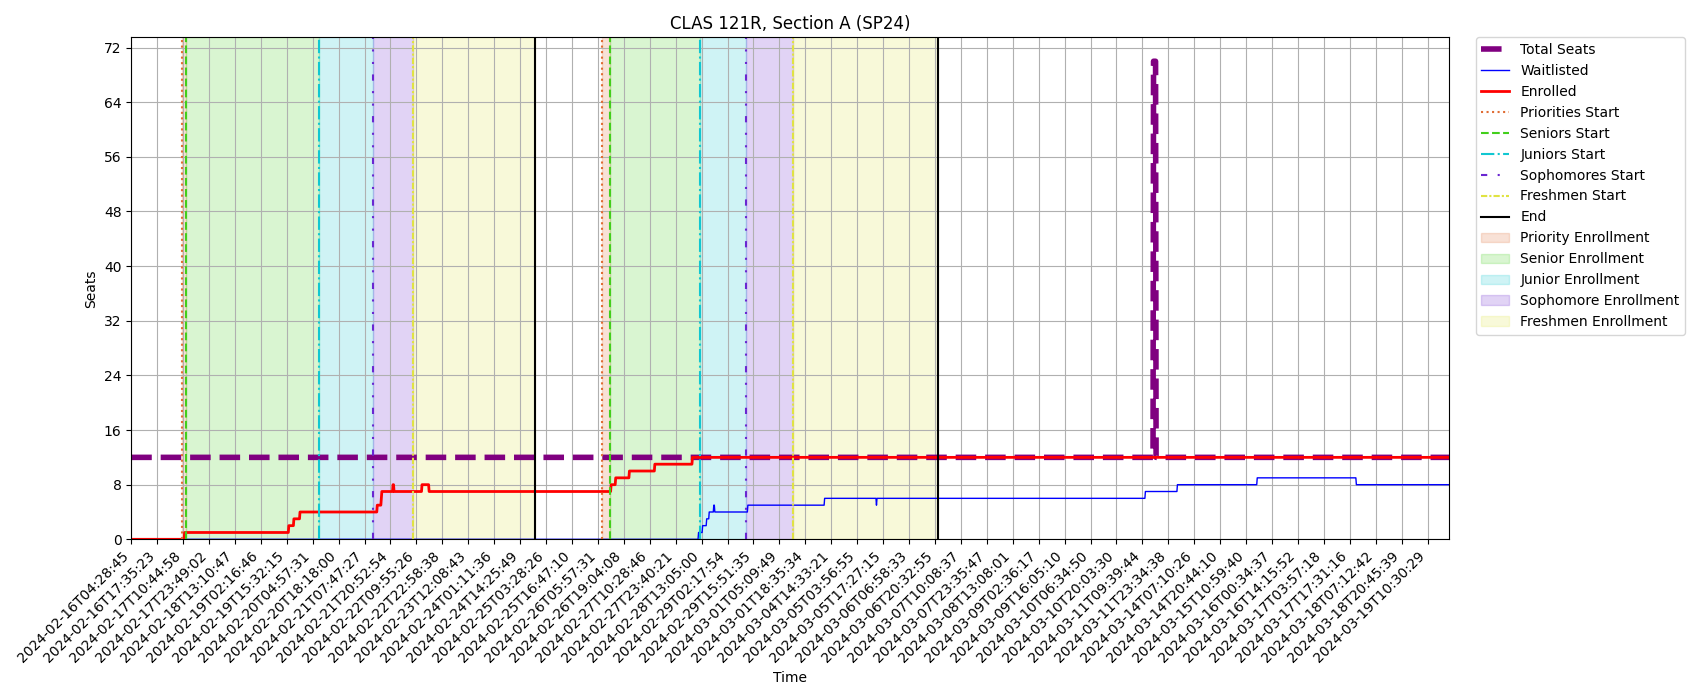 CLAS 121R, Section A (SP24)
72
64
56
48
40
32
24
16
8
0
Seats
2024-02-16T04:28:45
2024-02-16T17:35:23
2024-02-17T10:44:58
2024-02-17T23:49:02
2024-02-18T13:10:47
2024-02-19T02:16:46
2024-02-19T15:32:15
2024-02-20T04:57:31
2024-02-20T18:18:00
2024-02-21T07:47:27
2024-02-21T20:52:54
2024-02-22T09:55:26
2024-02-22T22:58:38
2024-02-23T12:08:43
2024-02-24T01:11:36
2024-02-24T14:25:49
2024-02-25T03:28:26
2024-02-25T16:47:10
2024-02-26T05:57:31
2024-02-26T19:04:08
2024-02-27T10:28:46
2024-02-27T23:40:21
2024-02-28T13:05:00
2024-02-29T02:17:54
2024-02-29T15:51:35
2024-03-01T05:09:49
2024-03-01T18:35:34
2024-03-04T14:33:21
2024-03-05T03:56:55
2024-03-05T17:27:15
2024-03-06T06:58:33
2024-03-06T20:32:55
2024-03-07T10:08:37
2024-03-07T23:35:47
2024-03-08T13:08:01
2024-03-09T02:36:17
2024-03-09T16:05:10
2024-03-10T06:34:50
2024-03-10T20:03:30
2024-03-11T09:39:44
2024-03-11T23:34:38
2024-03-14T07:10:26
2024-03-14T20:44:10
2024-03-15T10:59:40
2024-03-16T00:34:37
2024-03-16T14:15:52
2024-03-17T03:57:18
2024-03-17T17:31:16
2024-03-18T07:12:42
2024-03-18T20:45:39
2024-03-19T10:30:29
Time
Total Seats
Waitlisted
Enrolled
Priorities Start
Seniors Start
Juniors Start
Sophomores Start
Freshmen Start
End
Priority Enrollment
Senior Enrollment
Junior Enrollment
Sophomore Enrollment
Freshmen Enrollment